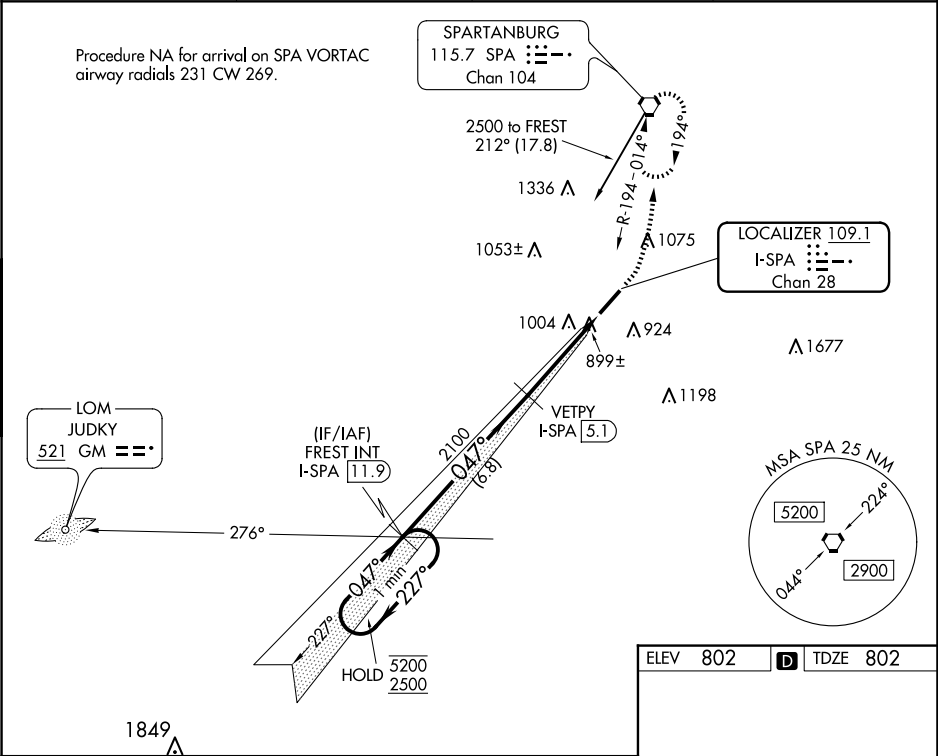 Procedure NA for arrival on SPA VORTAC
airway radials 231 CW 269.
SPARTANBURG
115.7 SPA
Chan 104
2500 to FREST
212° (17.8)
R-194
014°
194°
1336
1053±
1075
LOCALIZER 109.1
I-SPA
Chan 28
1004
924
899±
1677
1198
VETPY
I-SPA 5.1
LOM
JUDKY
521 GM
(IF/IAF)
FREST INT
I-SPA 11.9
2100
047°
(6.8)
276°
047°
1 min
227°
227°
HOLD
5200
2500
MSA SPA 25 NM
5200
224°
044°
2900
1849
ELEV 802 D TDZE 802